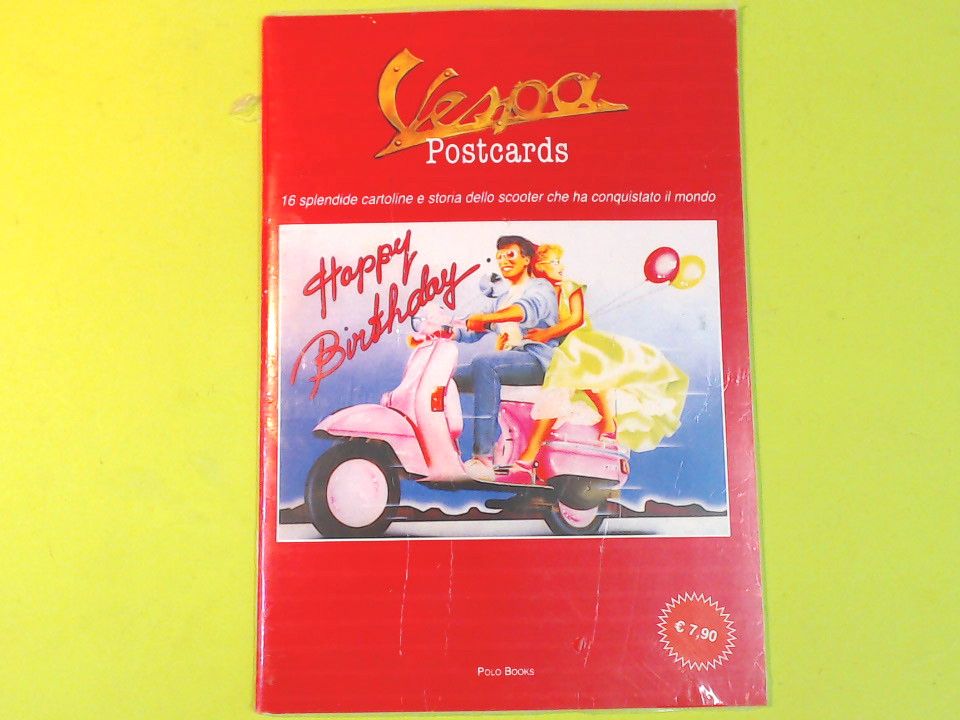 Vespa
Postcards
16 splendide cartoline e storia dello scooter che ha conquistato il mondo
Happy
Birthday
€ 7,90
POLO BOOKS